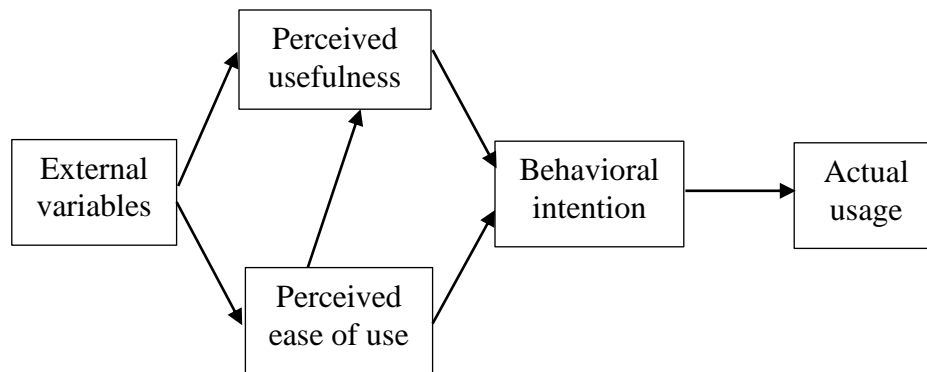 Perceived
usefulness
External
variables
Behavioral
intention
Actual
usage
Perceived
ease of use